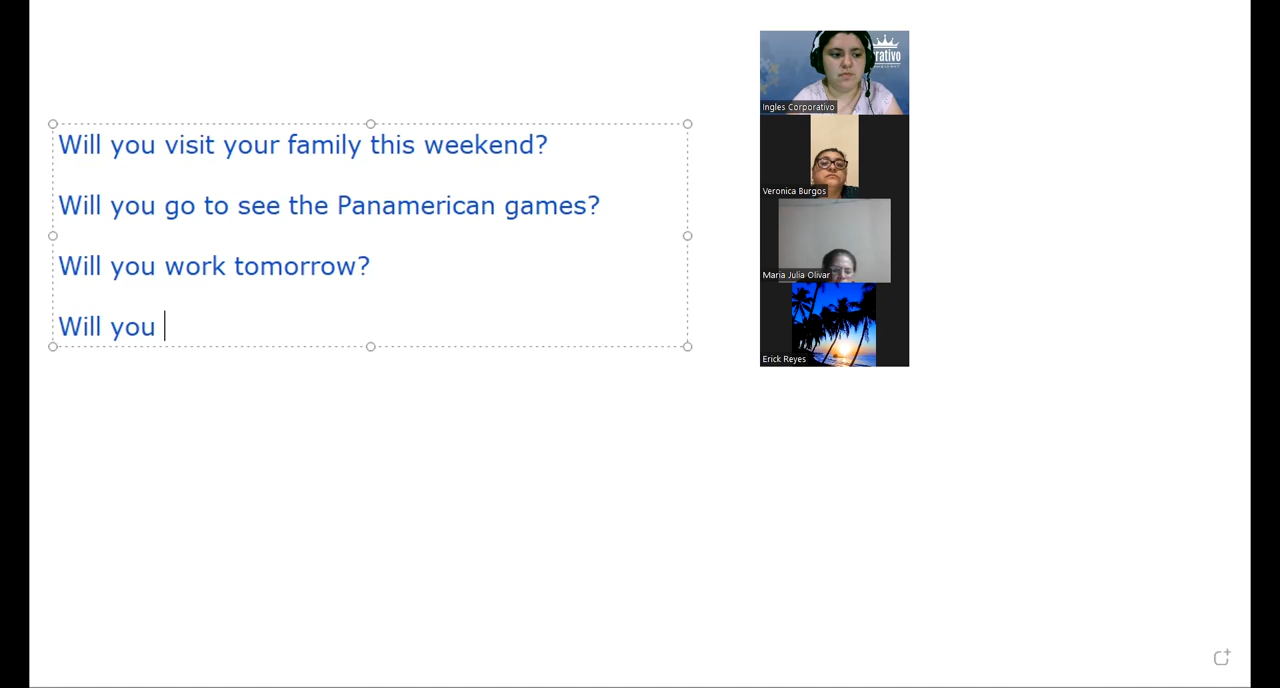 Will you visit your family this weekend?
Will you go to see the Panamerican games?
Will you work tomorrow?
Will you
rativo
Ingles Corporativo
Veronica Burgos
Maria Julia Olivar
Erick Reyes